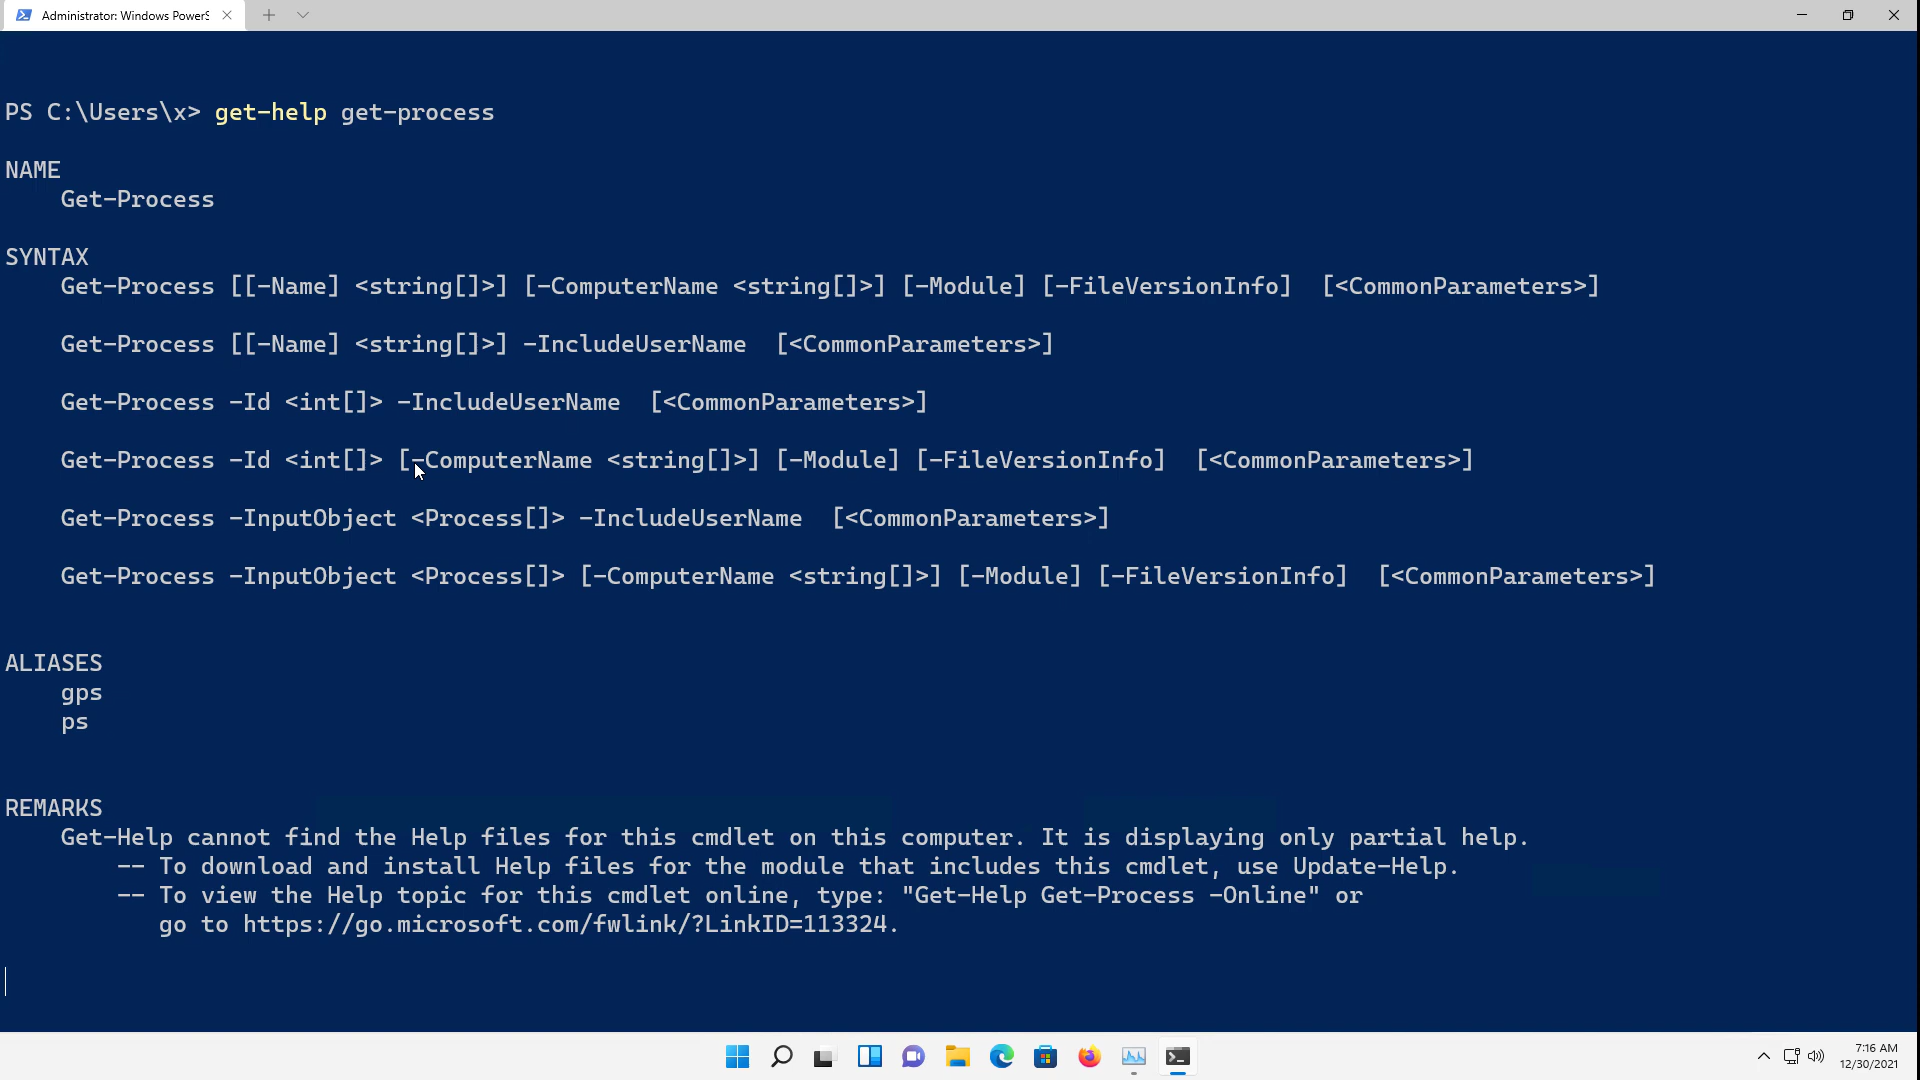 Administrator: Windows PowerS
PS C:\Users\x> get-help get-process
NAME
Get-Process
SYNTAX
Get-Process [[-Name] <string[]>] [-ComputerName <string[]>] [-Module] [-FileVersionInfo]  [<CommonParameters>]
Get-Process [[-Name] <string[]>] -IncludeUserName  [<CommonParameters>]
Get-Process -Id <int[]> -IncludeUserName  [<CommonParameters>]
Get-Process -Id <int[]> [-ComputerName <string[]>] [-Module] [-FileVersionInfo]  [<CommonParameters>]
Get-Process -InputObject <Process[]> -IncludeUserName  [<CommonParameters>]
Get-Process -InputObject <Process[]> [-ComputerName <string[]>] [-Module] [-FileVersionInfo]  [<CommonParameters>]
ALIASES
gps
ps
REMARKS
Get-Help cannot find the Help files for this cmdlet on this computer. It is displaying only partial help.
-- To download and install Help files for the module that includes this cmdlet, use Update-Help.
-- To view the Help topic for this cmdlet online, type: "Get-Help Get-Process -Online" or
go to https://go.microsoft.com/fwlink/?LinkID=113324.
7:16 AM
12/30/2021